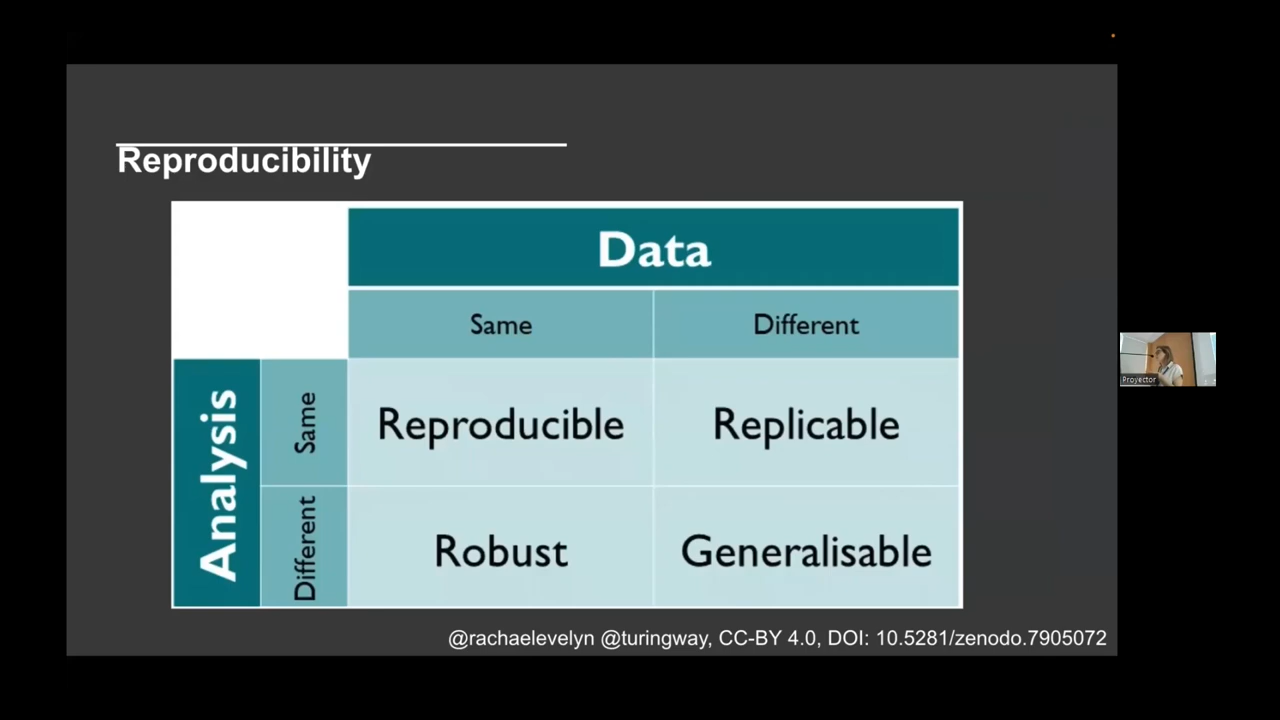 Reproducibility
Data
Same Different
Analysis
Same
Reproducible Replicable
Different
Robust Generalisable
@rachaelevelyn @turingway, CC-BY 4.0, DOI: 10.5281/zenodo.7905072
Proyector